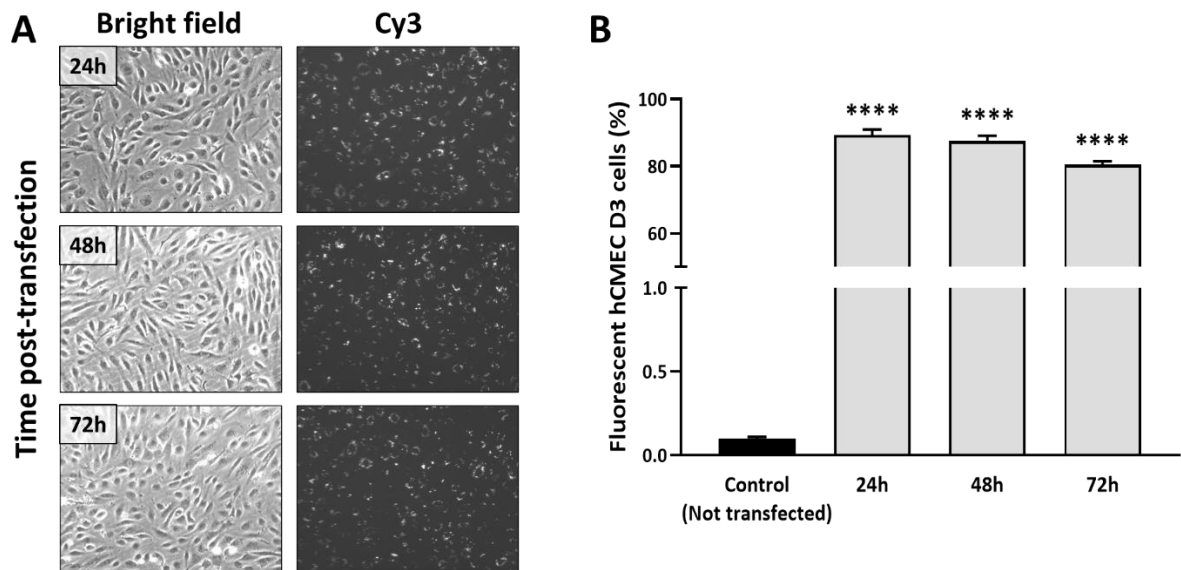 A
Bright field
Cy3
Time post-transfection
24h
48h
72h
B
Fluorescent hCMEC D3 cells (%)
100
80
60
1.0
0.5
0.0
****
****
****
Control
(Not transfected)
24h
48h
72h